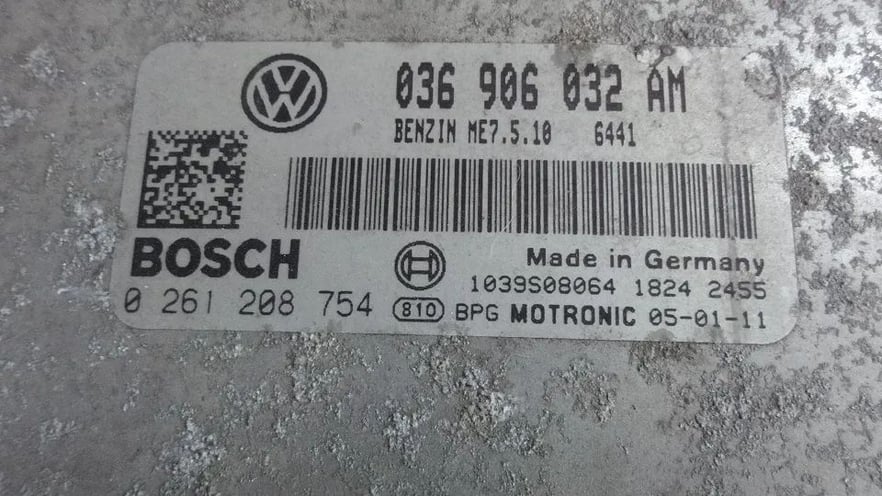 036 906 032 AM
BENZIN ME7.5.10 6441
BOSCH
Made in Germany
1039S08064 1824 2455
0 261 208 754
810 BPG MOTRONIC 05-01-11